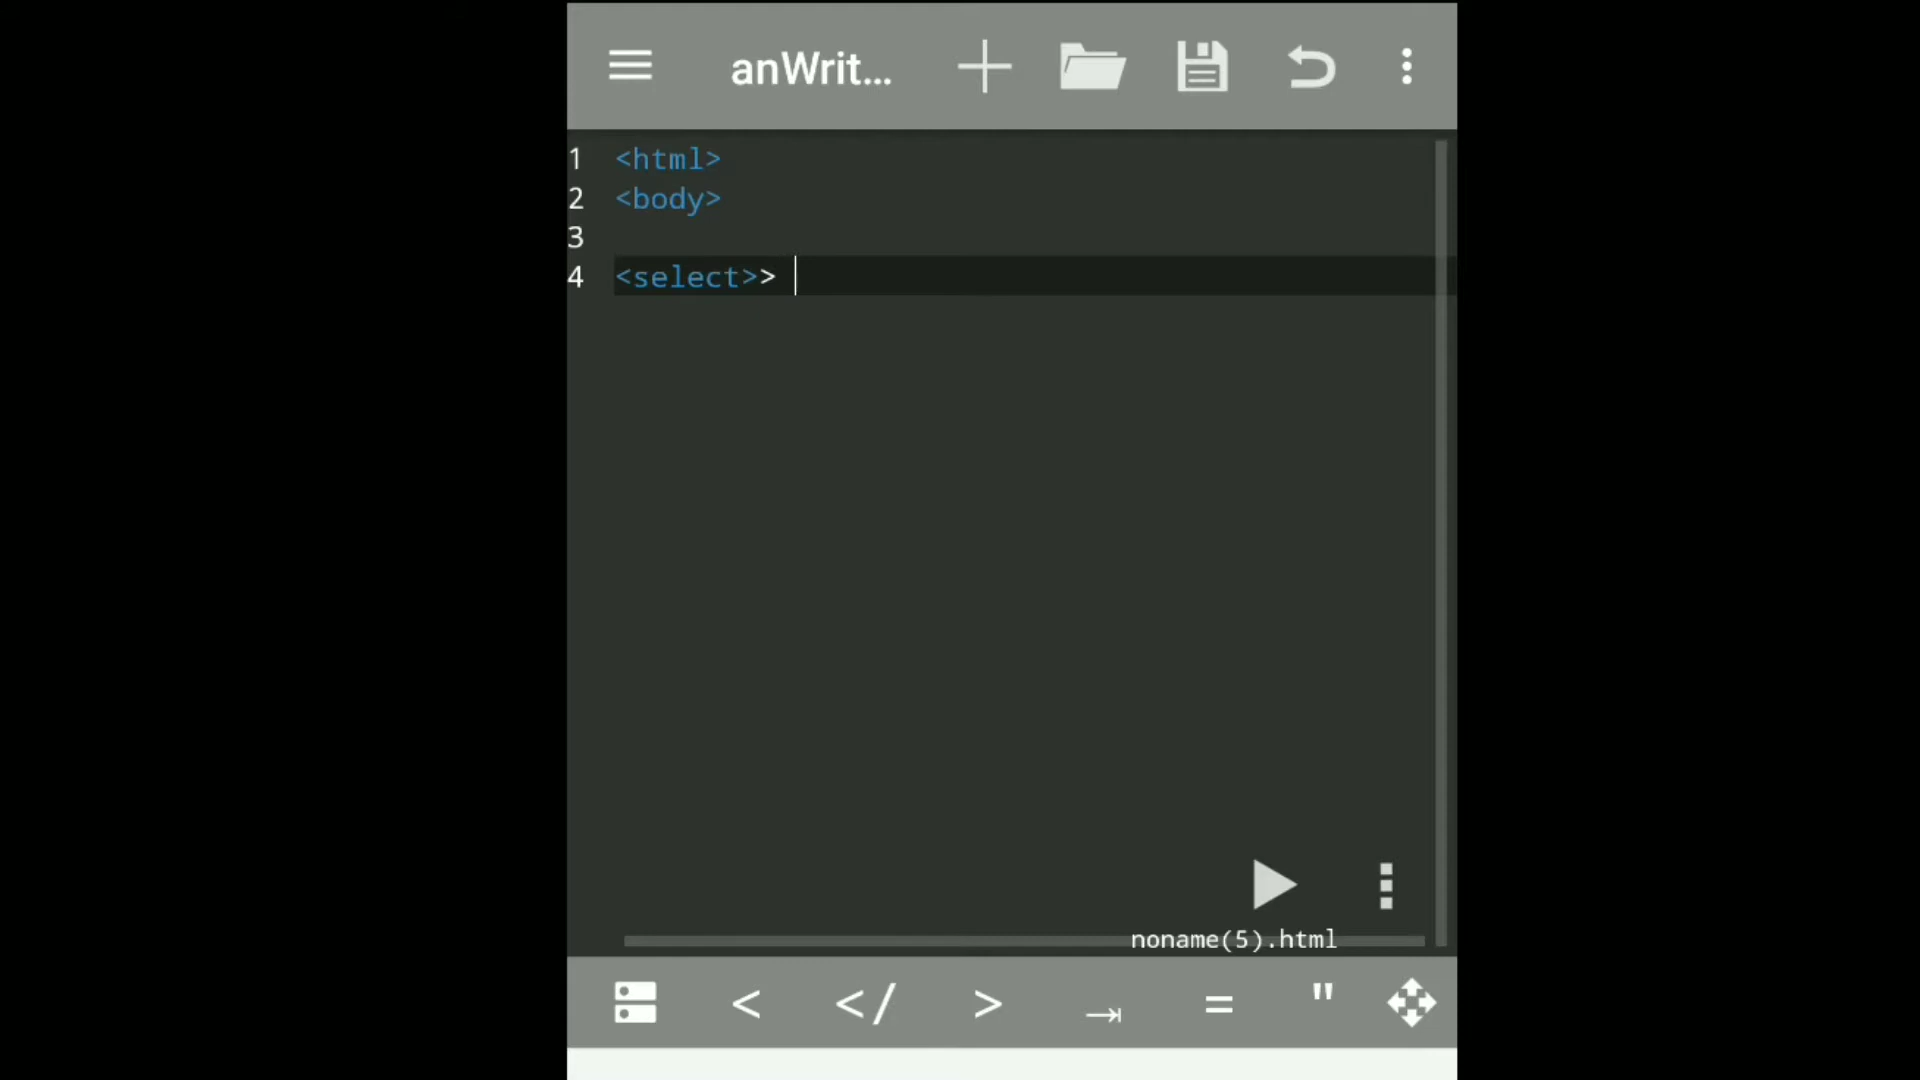 anWrit...
1 <html>
2 <body>
3
4 <select>>
noname(5).html
< </ > = "